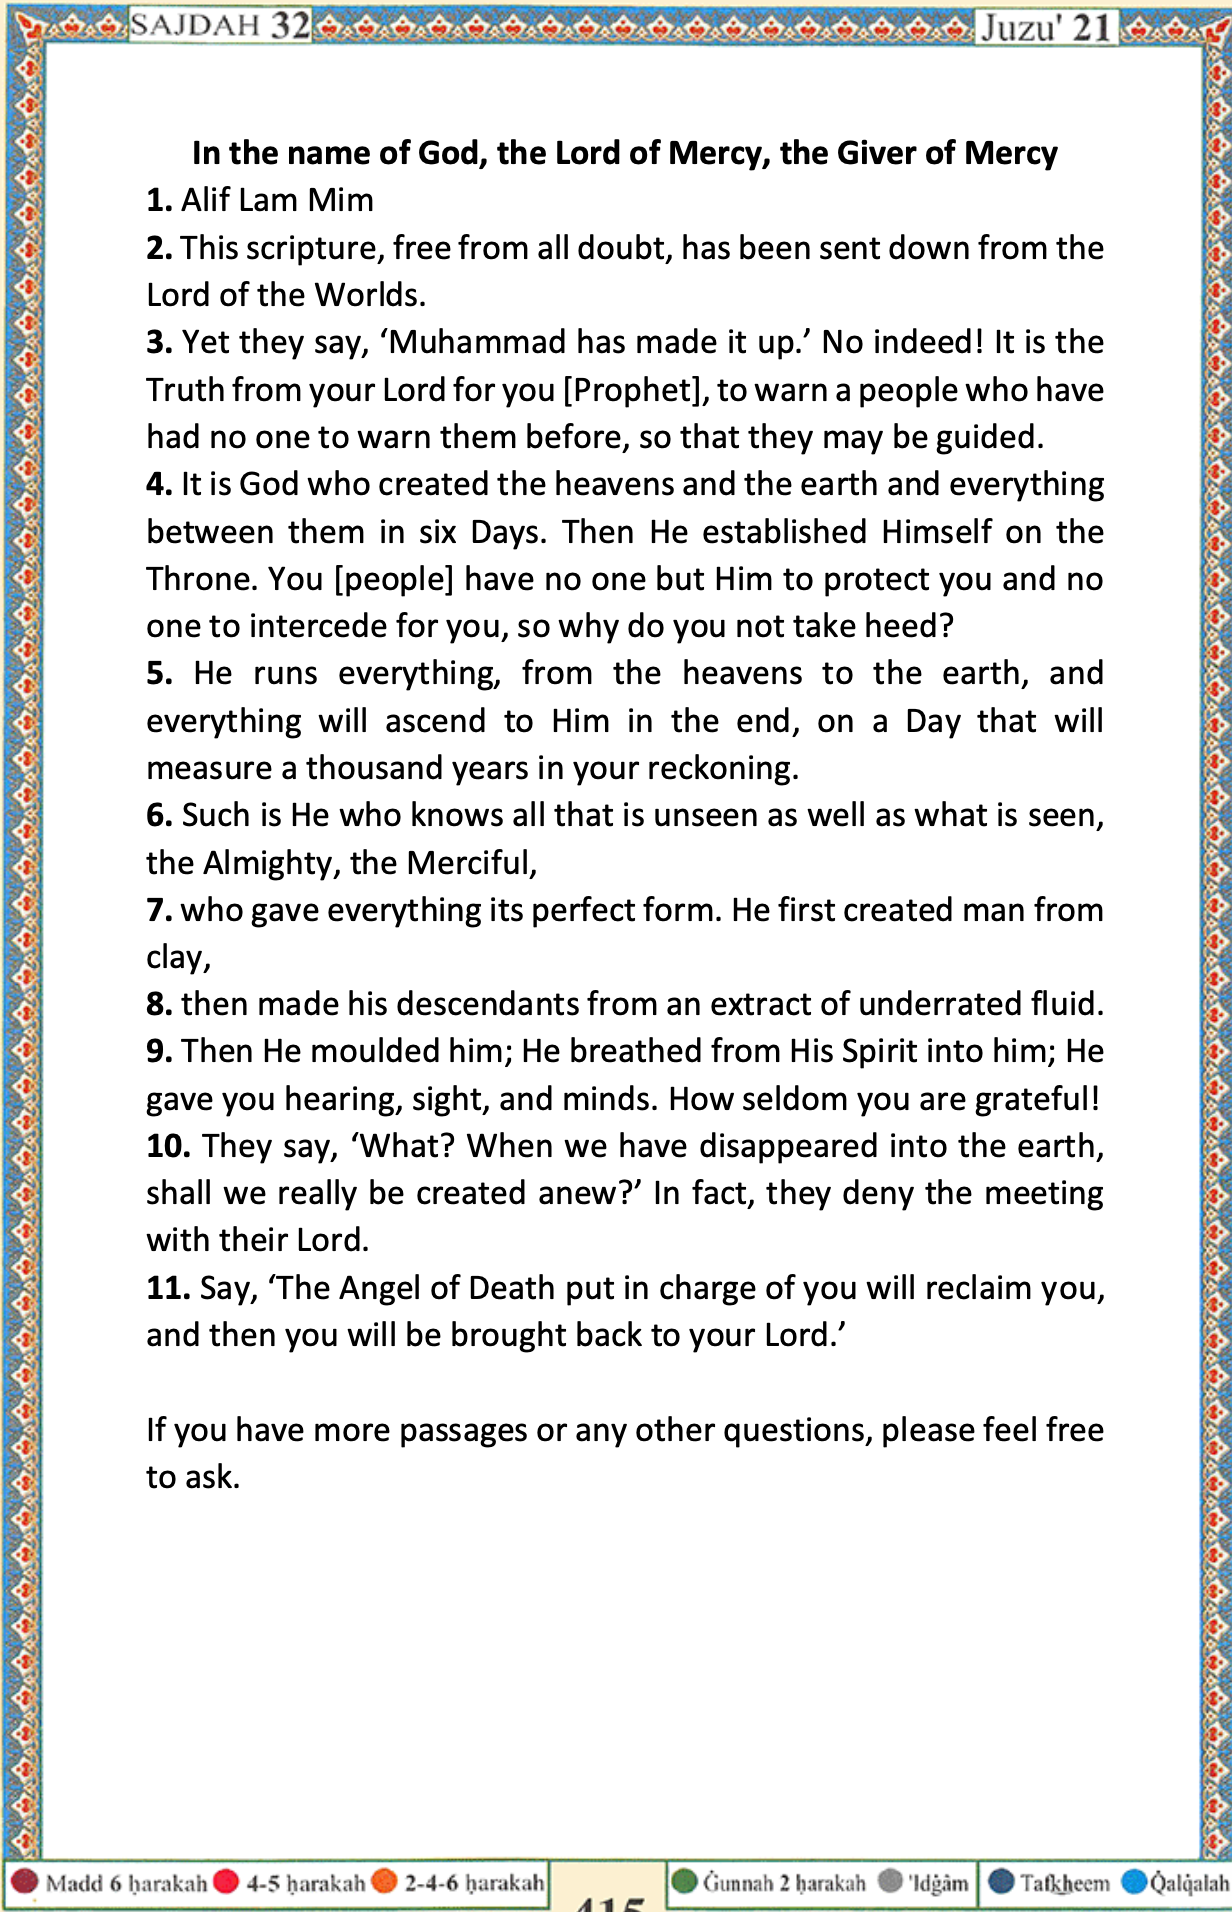 SAJDAH 32
Juzu' 21
In the name of God, the Lord of Mercy, the Giver of Mercy
1. Alif Lam Mim
2. This scripture, free from all doubt, has been sent down from the
Lord of the Worlds.
3. Yet they say, ‘Muhammad has made it up.’ No indeed! It is the
Truth from your Lord for you [Prophet], to warn a people who have
had no one to warn them before, so that they may be guided.
4. It is God who created the heavens and the earth and everything
between them in six Days. Then He established Himself on the
Throne. You [people] have no one but Him to protect you and no
one to intercede for you, so why do you not take heed?
5. He runs everything, from the heavens to the earth, and
everything will ascend to Him in the end, on a Day that will
measure a thousand years in your reckoning.
6. Such is He who knows all that is unseen as well as what is seen,
the Almighty, the Merciful,
7. who gave everything its perfect form. He first created man from
clay,
8. then made his descendants from an extract of underrated fluid.
9. Then He moulded him; He breathed from His Spirit into him; He
gave you hearing, sight, and minds. How seldom you are grateful!
10. They say, ‘What? When we have disappeared into the earth,
shall we really be created anew?’ In fact, they deny the meeting
with their Lord.
11. Say, ‘The Angel of Death put in charge of you will reclaim you,
and then you will be brought back to your Lord.’
If you have more passages or any other questions, please feel free
to ask.
Madd 6 ḥarakah 4-5 ḥarakah 2-4-6 ḥarakah
415
Ġunnah 2 ḥarakah 'Idġâm Tafkheem Q̇alq̇alah